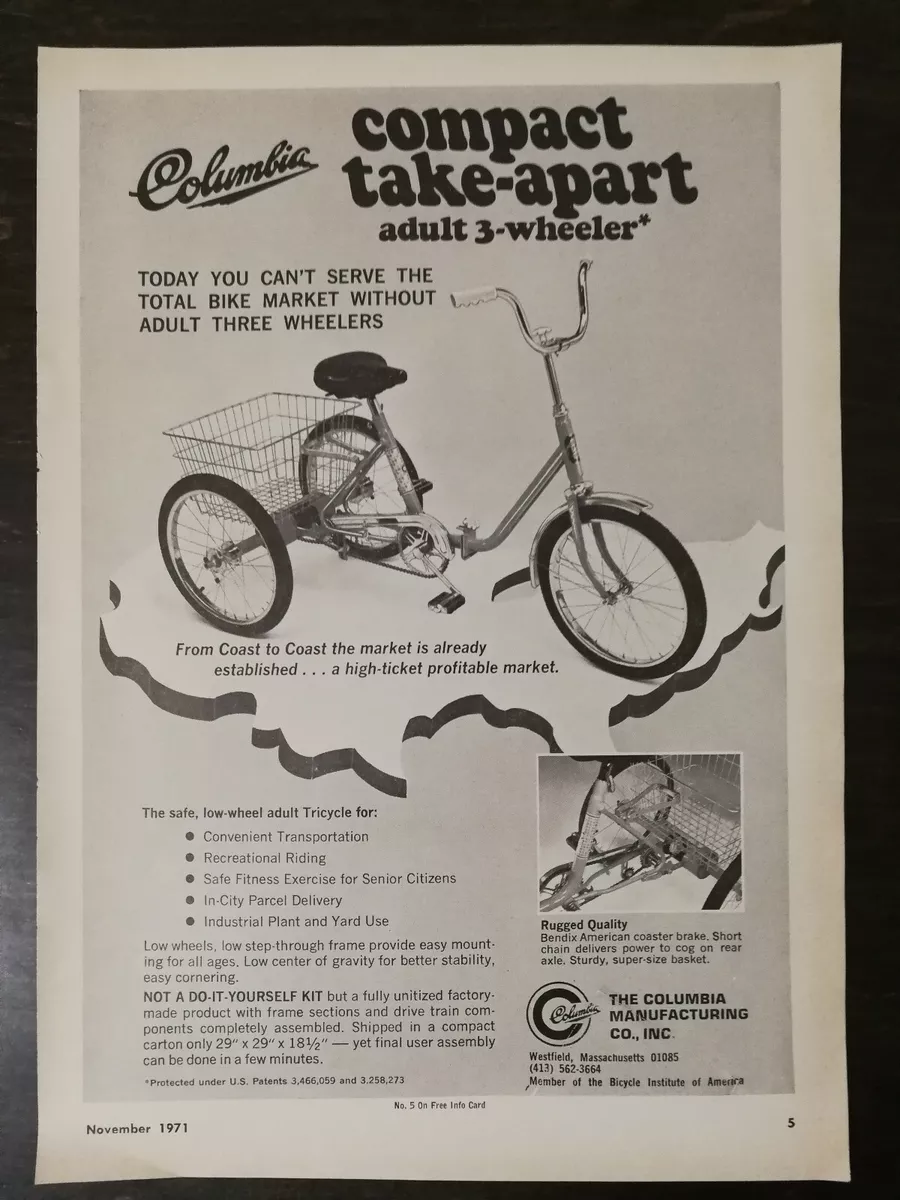 Columbia
compact
take-apart
adult 3-wheeler*
TODAY YOU CAN'T SERVE THE
TOTAL BIKE MARKET WITHOUT
ADULT THREE WHEELERS
From Coast to Coast the market is already
established . . . a high-ticket profitable market.
The safe, low-wheel adult Tricycle for:
● Convenient Transportation
● Recreational Riding
● Safe Fitness Exercise for Senior Citizens
● In-City Parcel Delivery
● Industrial Plant and Yard Use
Low wheels, low step-through frame provide easy mount-
ing for all ages. Low center of gravity for better stability,
easy cornering.
NOT A DO-IT-YOURSELF KIT but a fully unitized factory-
made product with frame sections and drive train com-
ponents completely assembled. Shipped in a compact
carton only 29" x 29" x 18½" — yet final user assembly
can be done in a few minutes.
*Protected under U.S. Patents 3,466,059 and 3.258,273
Rugged Quality
Bendix American coaster brake. Short
chain delivers power to cog on rear
axle. Sturdy, super-size basket.
Columbia
THE COLUMBIA
MANUFACTURING
CO., INC.
Westfield, Massachusetts 01085
(413) 562-3664
Member of the Bicycle Institute of America
No. 5 On Free Info Card
November 1971
5